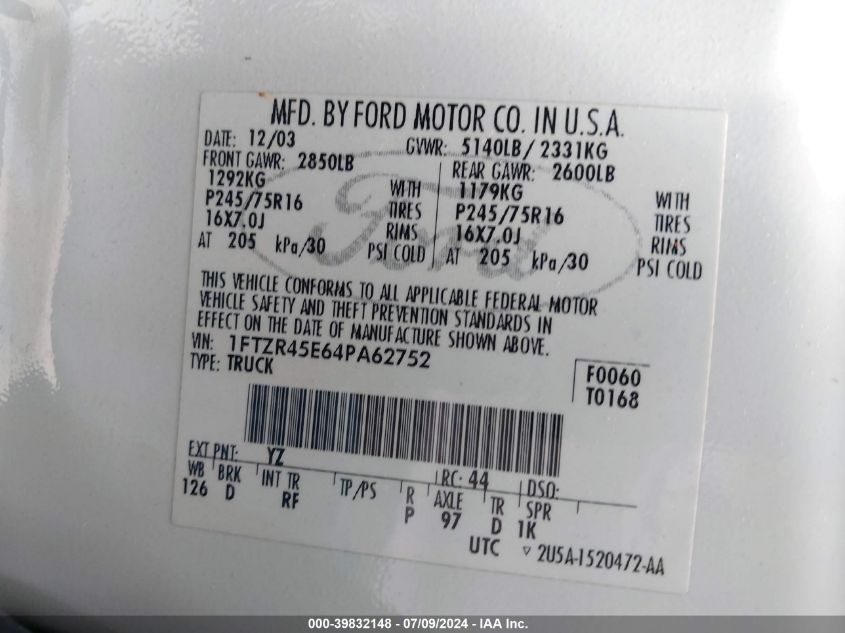 MFD. BY FORD MOTOR CO. IN U.S.A.
DATE: 12/03 GVWR: 5140LB/ 2331KG
FRONT GAWR: 2850LB REAR GAWR: 2600LB
1292KG WITH 1179KG WITH
P245/75R16 TIRES P245/75R16 TIRES
16X7.0J RIMS 16X7.0J RIMS
AT 205 kPa/30 PSI COLD AT 205 kPa/30 PSI COLD
THIS VEHICLE CONFORMS TO ALL APPLICABLE FEDERAL MOTOR
VEHICLE SAFETY AND THEFT PREVENTION STANDARDS IN
EFFECT ON THE DATE OF MANUFACTURE SHOWN ABOVE.
VIN: 1FTZR45E64PA62752
TYPE: TRUCK
F0060
T0168
Ford
EXT PNT: YZ RC: 44 DSO:
WB BRK INT TR TP/PS R AXLE TR SPR
126 D RF P 97 D 1K
UTC ▽ 2U5A-1520472-AA
000-39832148 - 07/09/2024 - IAA Inc.